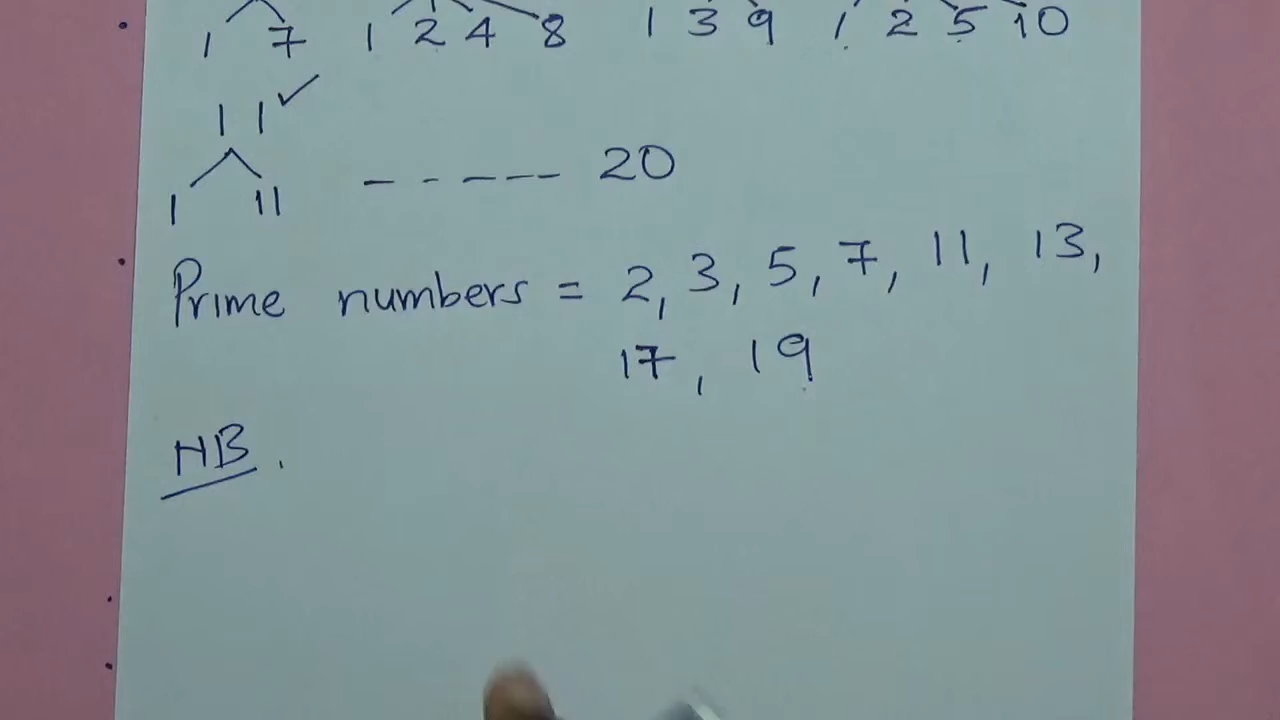 1 7 1 2 4 8 1 3 9 1 2 5 10
11 ✓
1 11 - - - - - 20
Prime numbers = 2, 3, 5, 7, 11, 13,
17, 19
NB.